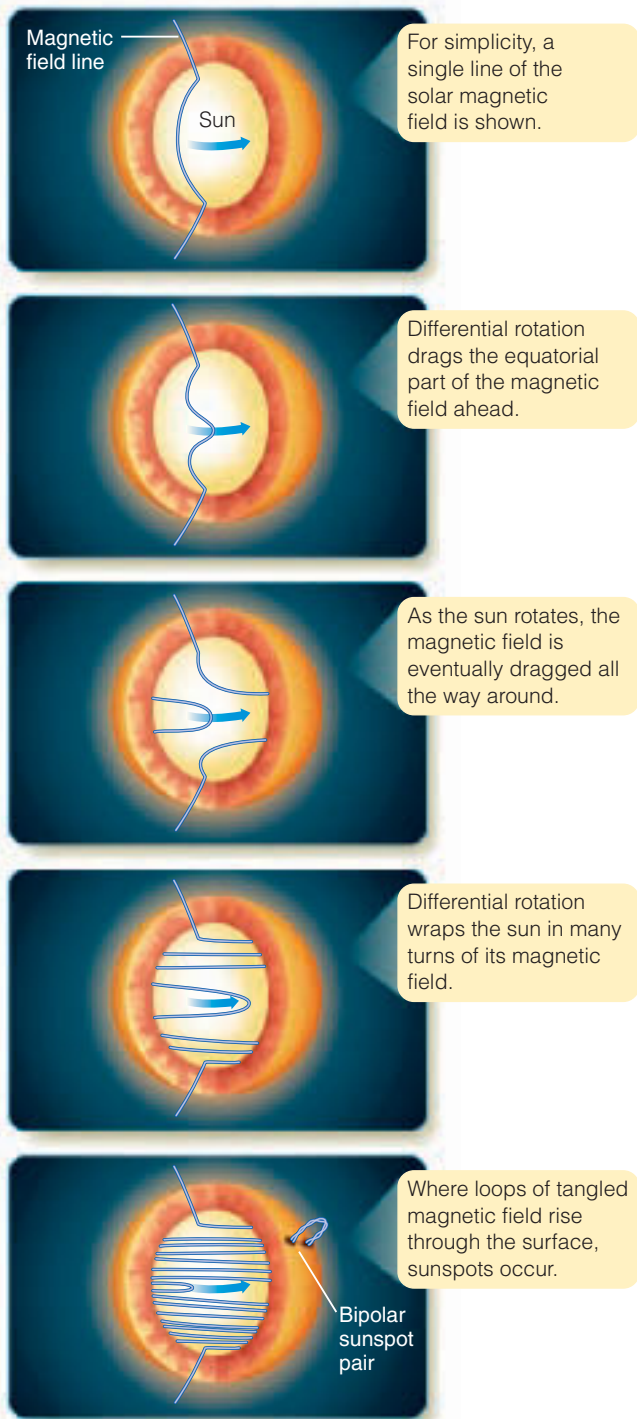 Magnetic
field line
Sun
For simplicity, a
single line of the
solar magnetic
field is shown.
Differential rotation
drags the equatorial
part of the magnetic
field ahead.
As the sun rotates, the
magnetic field is
eventually dragged all
the way around.
Differential rotation
wraps the sun in many
turns of its magnetic
field.
Where loops of tangled
magnetic field rise
through the surface,
sunspots occur.
Bipolar
sunspot
pair